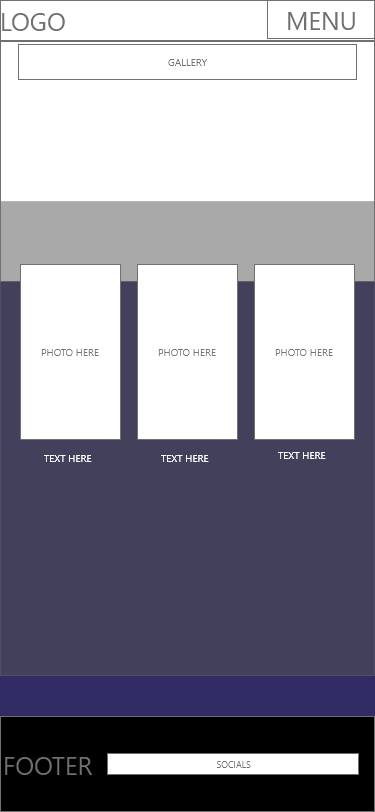 LOGO
MENU
GALLERY
PHOTO HERE
PHOTO HERE
PHOTO HERE
TEXT HERE
TEXT HERE
TEXT HERE
FOOTER
SOCIALS